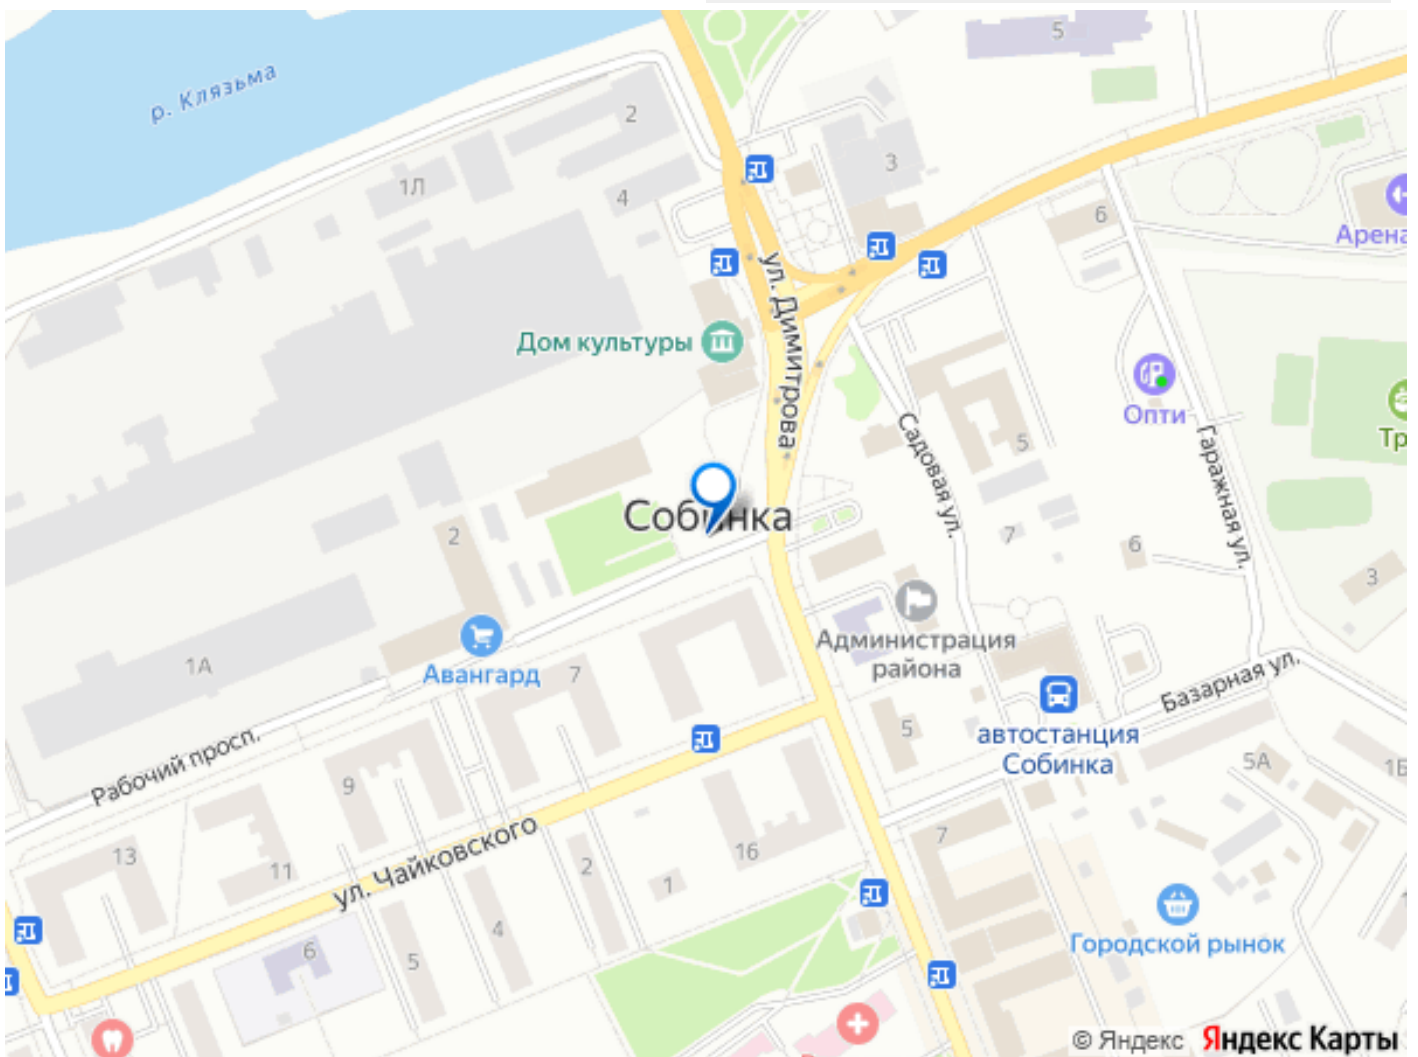 5
р. Клязьма
2
1Л
4
3
6
Арена
ул. Димитрова
Дом культуры
Опти
Тр
Садовая ул.
5
Гаражная ул.
Собинка
2
7
6
3
Администрация
района
1А
Авангард
7
Базарная ул.
5
автостанция
Собинка
5А
1Б
Рабочий просп.
9
7
13
11
ул. Чайковского
2
16
1
4
Городской рынок
6
5
© Яндекс Яндекс Карты